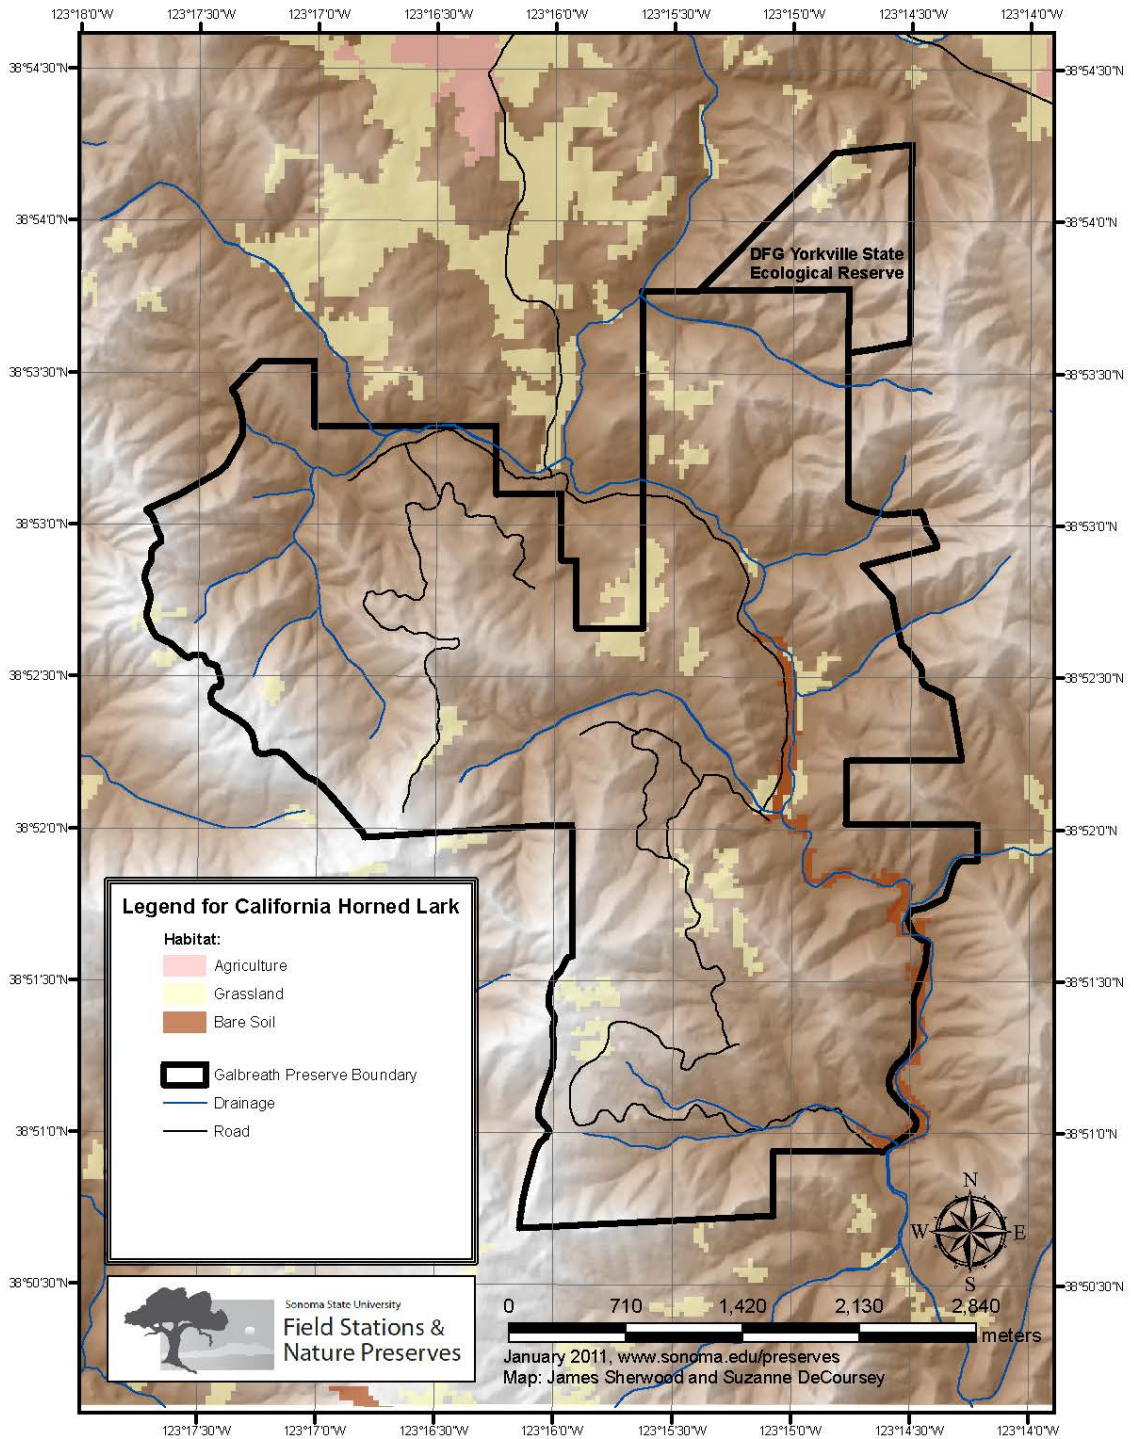 123°18'0"W 123°17'30"W 123°17'0"W 123°16'30"W 123°16'0"W 123°15'30"W 123°15'0"W 123°14'30"W 123°14'0"W
38°54'30"N 38°54'30"N
38°54'0"N 38°54'0"N
DFG Yorkville State
Ecological Reserve
38°53'30"N 38°53'30"N
38°53'0"N 38°53'0"N
38°52'30"N 38°52'30"N
38°52'0"N 38°52'0"N
Legend for California Horned Lark
Habitat:
Agriculture
Grassland
Bare Soil
Galbreath Preserve Boundary
Drainage
Road
38°51'30"N 38°51'30"N
38°51'0"N 38°51'0"N
N
W E
S
38°50'30"N 38°50'30"N
Sonoma State University
Field Stations &
Nature Preserves
0 710 1,420 2,130 2,840
meters
January 2011, www.sonoma.edu/preserves
Map: James Sherwood and Suzanne DeCoursey
123°17'30"W 123°17'0"W 123°16'30"W 123°16'0"W 123°15'30"W 123°15'0"W 123°14'30"W 123°14'0"W